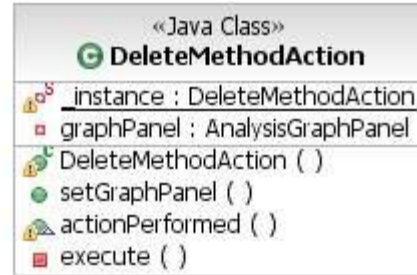 «Java Class»
DeleteMethodAction
_instance : DeleteMethodAction
graphPanel : AnalysisGraphPanel
DeleteMethodAction ( )
setGraphPanel ( )
actionPerformed ( )
execute ( )